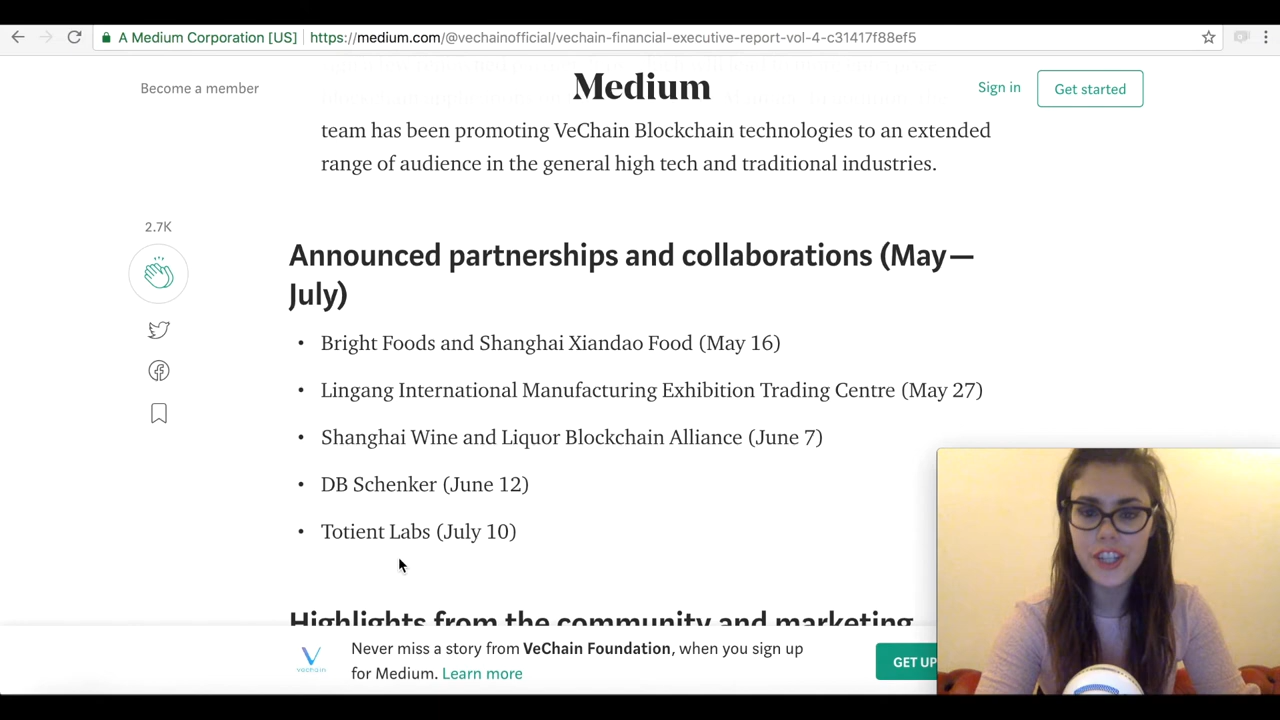 A Medium Corporation [US]
https://medium.com/@vechainofficial/vechain-financial-executive-report-vol-4-c31417f88ef5
Become a member
Medium
Sign in
Get started
team has been promoting VeChain Blockchain technologies to an extended
range of audience in the general high tech and traditional industries.
2.7K
Announced partnerships and collaborations (May—
July)
• Bright Foods and Shanghai Xiandao Food (May 16)
• Lingang International Manufacturing Exhibition Trading Centre (May 27)
• Shanghai Wine and Liquor Blockchain Alliance (June 7)
• DB Schenker (June 12)
• Totient Labs (July 10)
Highlights from the community and marketing
Never miss a story from VeChain Foundation, when you sign up
for Medium. Learn more
vechain
GET UP